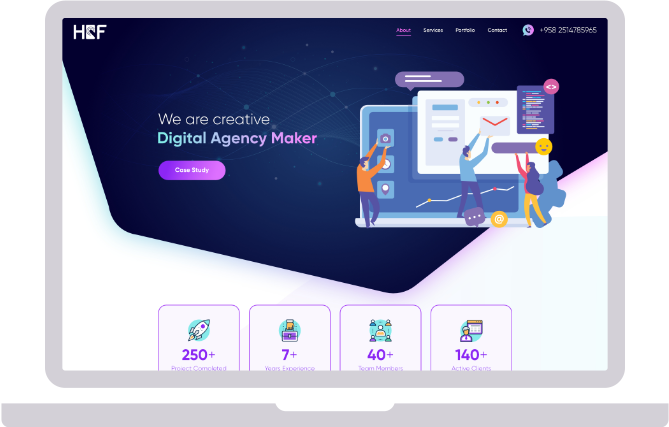 HOF
About Services Portfolio Contact +958 2514785965
We are creative
Digital Agency Maker
Case Study
250+ 7+ 40+ 140+
Project Completed Years Experience Team Members Active Clients